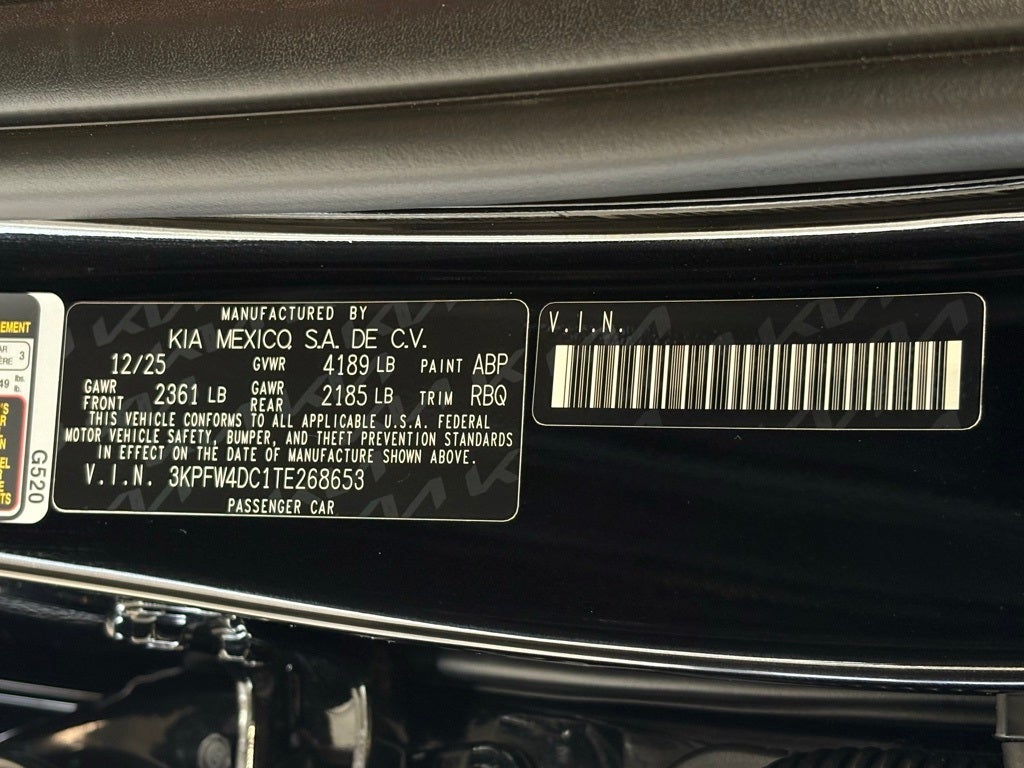 MANUFACTURED BY
KIA MEXICO S.A. DE C.V.
12/25 GVWR 4189 LB PAINT ABP
GAWR FRONT 2361 LB GAWR REAR 2185 LB TRIM RBQ
THIS VEHICLE CONFORMS TO ALL APPLICABLE U.S.A. FEDERAL
MOTOR VEHICLE SAFETY, BUMPER, AND THEFT PREVENTION STANDARDS
IN EFFECT ON THE DATE OF MANUFACTURE SHOWN ABOVE.
V.I.N. 3KPFW4DC1TE268653
PASSENGER CAR
V.I.N.
G520